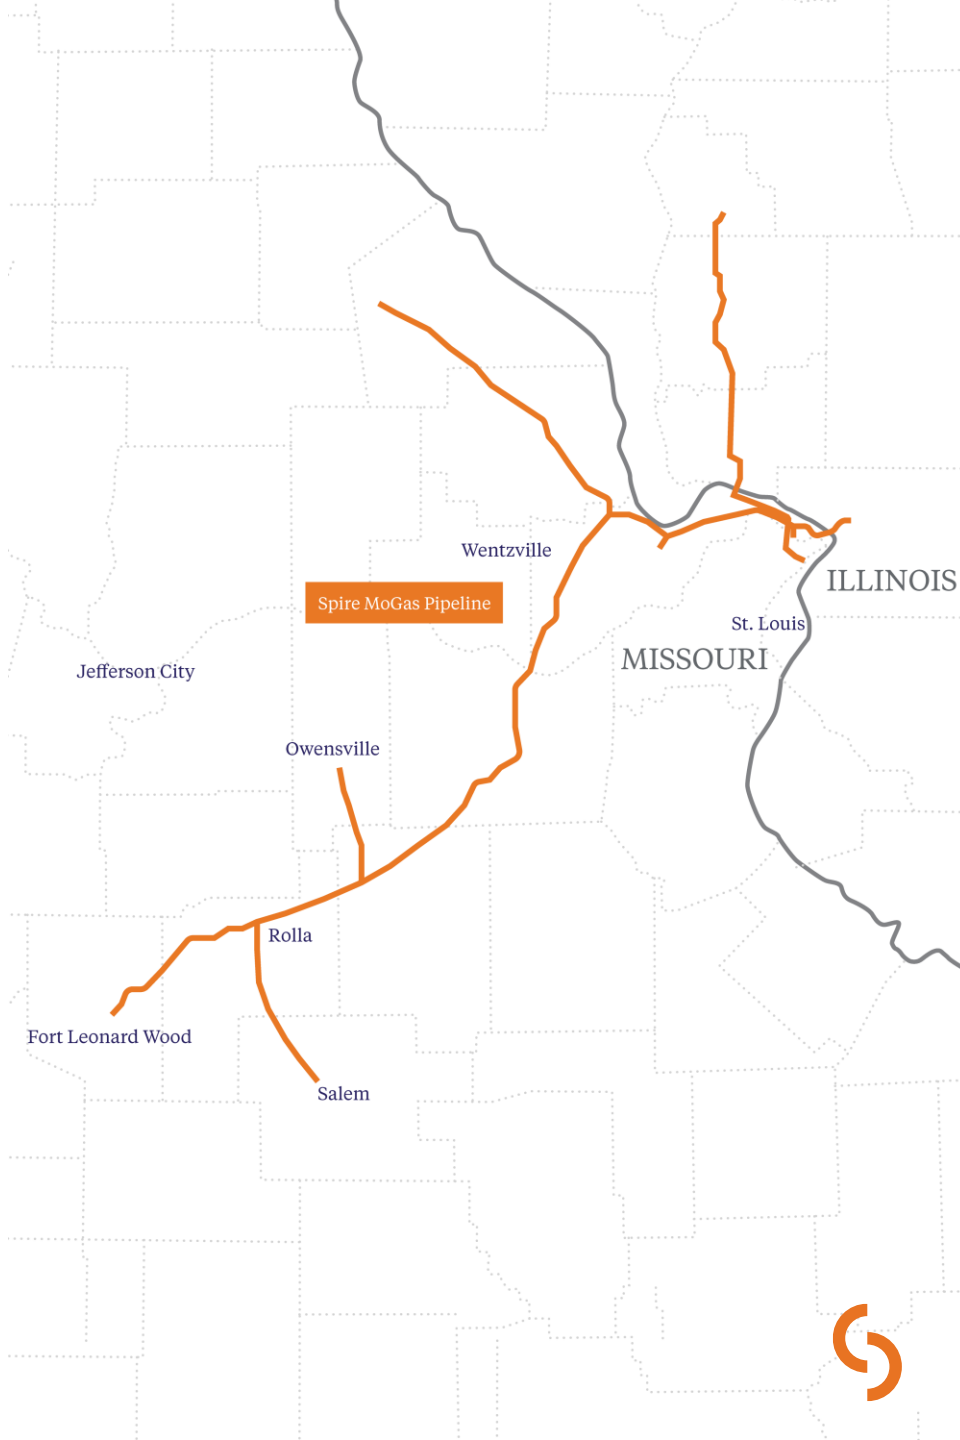 Wentzville
ILLINOIS
Spire MoGas Pipeline
St. Louis
MISSOURI
Jefferson City
Owensville
Rolla
Fort Leonard Wood
Salem